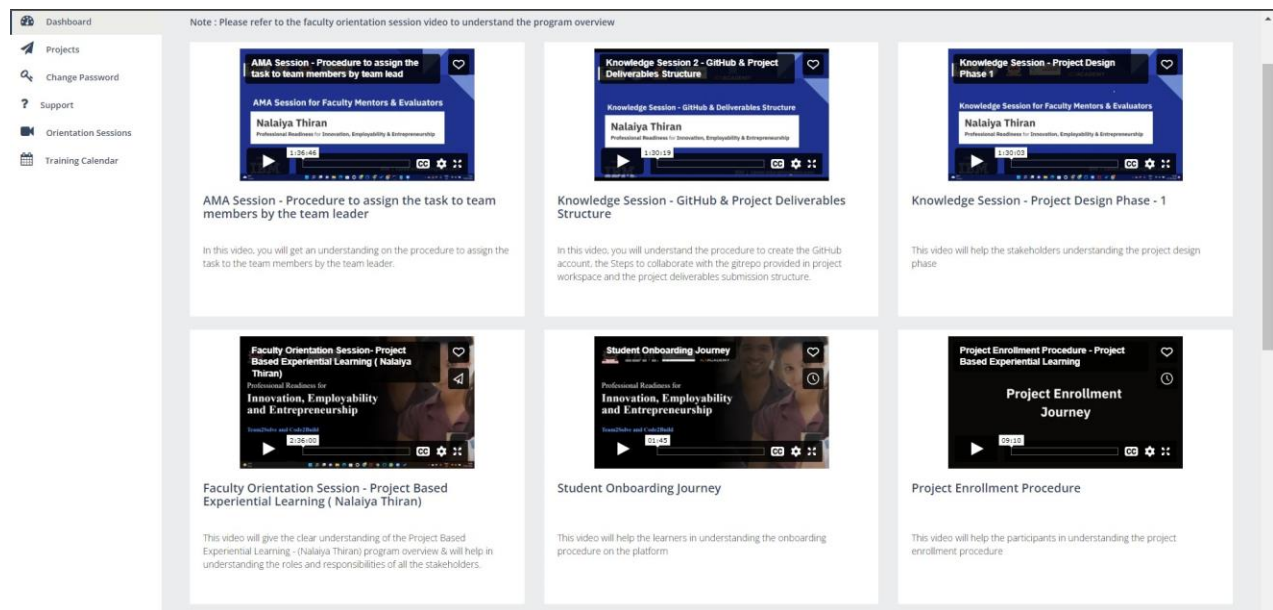 Dashboard
Projects
Change Password
Support
Orientation Sessions
Training Calendar
Note : Please refer to the faculty orientation session video to understand the program overview
AMA Session - Procedure to assign the
task to team members by team lead
AMA Session for Faculty Mentors & Evaluators
Nalaiya Thiran
Professional Readiness for Innovation, Employability & Entrepreneurship
1:36:46
CC
AMA Session - Procedure to assign the task to team
members by the team leader
In this video, you will get an understanding on the procedure to assign the
task to the team members by the team leader.
Knowledge Session 2 - GitHub & Project
Deliverables Structure
Knowledge Session - GitHub & Deliverables Structure
Nalaiya Thiran
Professional Readiness for Innovation, Employability & Entrepreneurship
1:30:19
CC
Knowledge Session - GitHub & Project Deliverables
Structure
In this video, you will understand the procedure to create the GitHub
account, the Steps to collaborate with the gitrepo provided in project
workspace and the project deliverables submission structure.
Knowledge Session - Project Design
Phase 1
Knowledge Session for Faculty Mentors & Evaluators
Nalaiya Thiran
Professional Readiness for Innovation, Employability & Entrepreneurship
1:30:03
CC
Knowledge Session - Project Design Phase - 1
This video will help the stakeholders understanding the project design
phase
Faculty Orientation Session- Project
Based Experiential Learning ( Nalaiya
Thiran)
Professional Readiness for
Innovation, Employability
and Entrepreneurship
Team2Solve and Code2Build
2:36:00
CC
Faculty Orientation Session - Project Based
Experiential Learning ( Nalaiya Thiran)
This video will give the clear understanding of the Project Based
Experiential Learning - (Nalaiya Thiran) program overview & will help in
understanding the roles and responsibilities of all the stakeholders.
Student Onboarding Journey
Professional Readiness for
Innovation, Employability
and Entrepreneurship
Team2Solve and Code2Build
01:45
CC
Student Onboarding Journey
This video will help the learners in understanding the onboarding
procedure on the platform
Project Enrollment Procedure - Project
Based Experiential Learning
Project Enrollment
Journey
09:10
CC
Project Enrollment Procedure
This video will help the participants in understanding the project
enrollment procedure